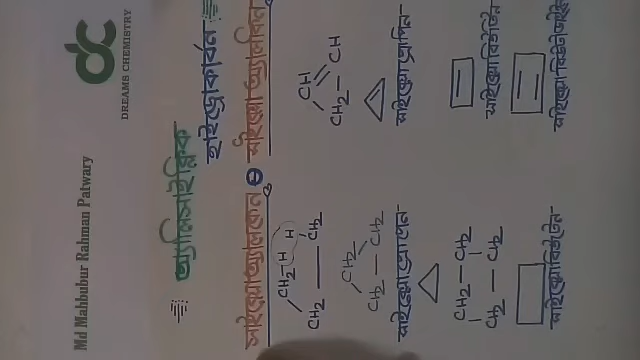 Md Mahbubur Rahman Patwary
DREAMS CHEMISTRY
অ্যালিসাইক্লিক
হাইড্রোকার্বন
সাইক্লো অ্যালকেন
সাইক্লো অ্যালকিন
CH2 H H
CH2 — CH2
CH2
CH2 — CH2
সাইক্লো প্রোপেন
CH2 — CH2
CH2 — CH2
সাইক্লোবিউটেন
CH
CH2 — CH
সাইক্লো প্রোপিন
সাইক্লোবিউটিন